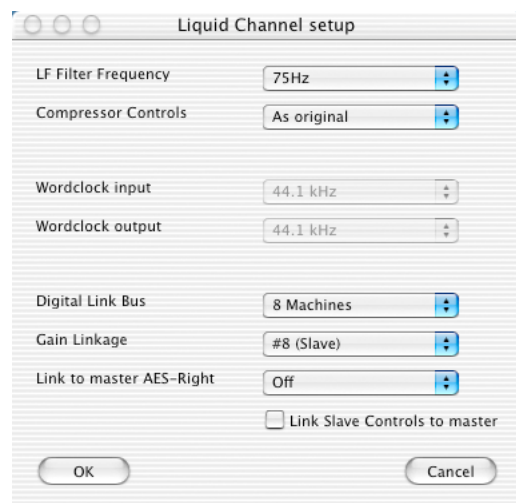 Liquid Channel setup
LF Filter Frequency 75Hz
Compressor Controls As original
Wordclock input 44.1 kHz
Wordclock output 44.1 kHz
Digital Link Bus 8 Machines
Gain Linkage #8 (Slave)
Link to master AES-Right Off
Link Slave Controls to master
OK Cancel